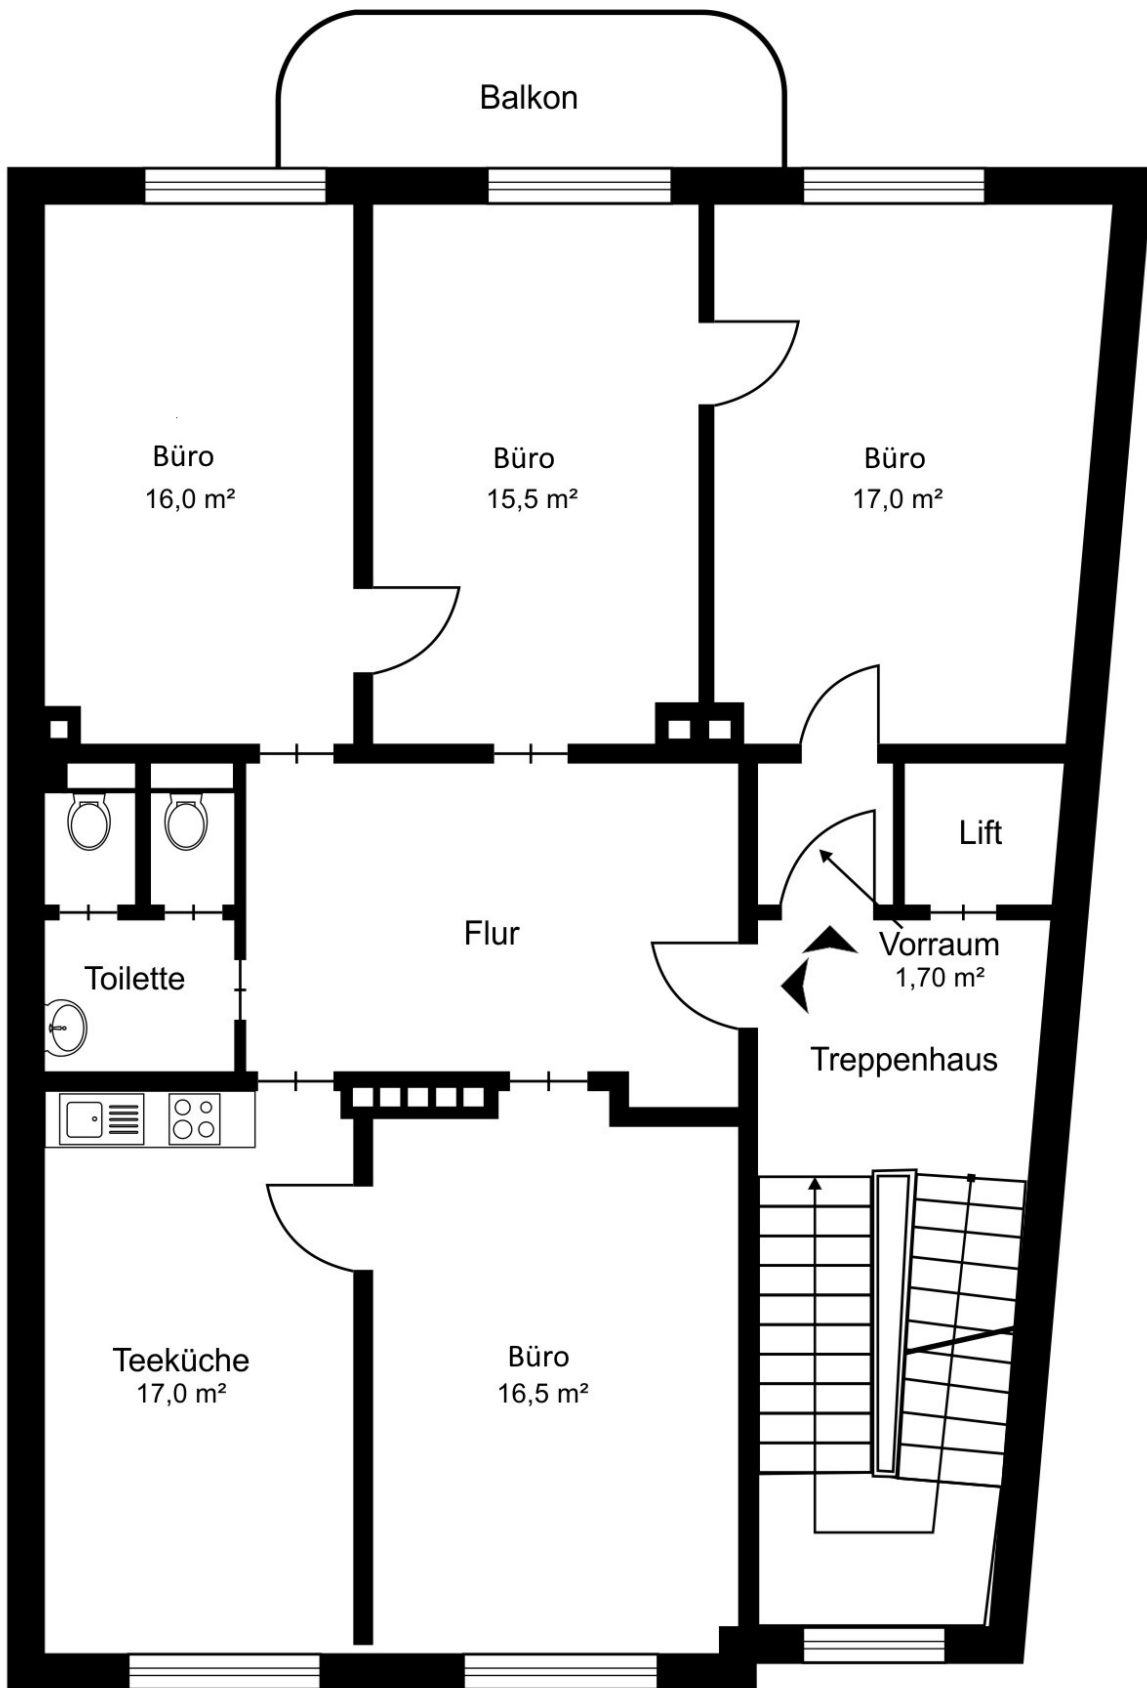 Balkon
Büro
16,0 m²
Büro
15,5 m²
Büro
17,0 m²
Lift
Flur
Vorraum
1,70 m²
Toilette
Treppenhaus
Teeküche
17,0 m²
Büro
16,5 m²